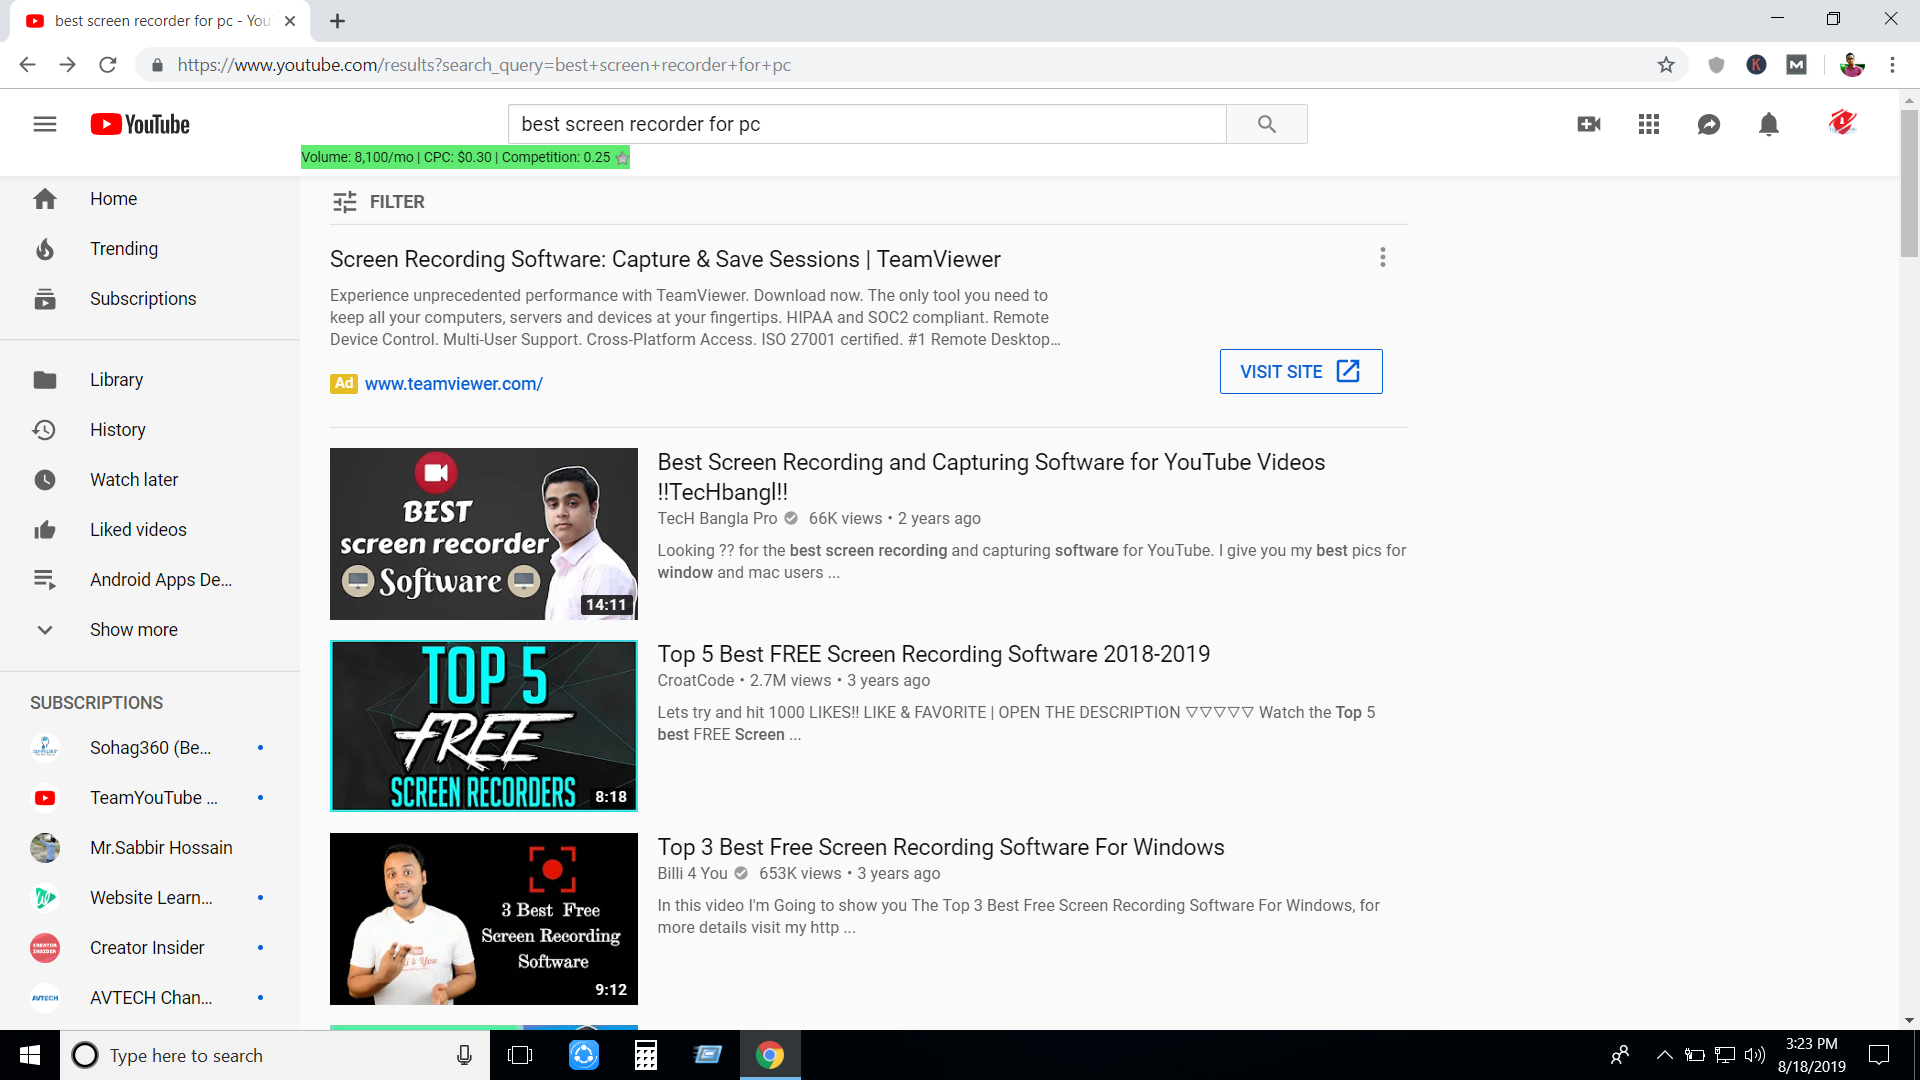 best screen recorder for pc - You
https://www.youtube.com/results?search_query=best+screen+recorder+for+pc
YouTube
best screen recorder for pc
Volume: 8,100/mo | CPC: $0.30 | Competition: 0.25
Home
Trending
Subscriptions
Library
History
Watch later
Liked videos
Android Apps De...
Show more
SUBSCRIPTIONS
Sohag360 (Be...
TeamYouTube ...
Mr.Sabbir Hossain
Website Learn...
Creator Insider
AVTECH Chan...
FILTER
Screen Recording Software: Capture & Save Sessions | TeamViewer
Experience unprecedented performance with TeamViewer. Download now. The only tool you need to
keep all your computers, servers and devices at your fingertips. HIPAA and SOC2 compliant. Remote
Device Control. Multi-User Support. Cross-Platform Access. ISO 27001 certified. #1 Remote Desktop...
Ad www.teamviewer.com/
VISIT SITE
BEST
screen recorder
Software
14:11
Best Screen Recording and Capturing Software for YouTube Videos
!!TecHbangl!!
TecH Bangla Pro 66K views • 2 years ago
Looking ?? for the best screen recording and capturing software for YouTube. I give you my best pics for
window and mac users ...
TOP 5
FREE
SCREEN RECORDERS
8:18
Top 5 Best FREE Screen Recording Software 2018-2019
CroatCode • 2.7M views • 3 years ago
Lets try and hit 1000 LIKES!! LIKE & FAVORITE | OPEN THE DESCRIPTION ▽▽▽▽▽ Watch the Top 5
best FREE Screen ...
3 Best Free
Screen Recording
Software
9:12
Top 3 Best Free Screen Recording Software For Windows
Billi 4 You 653K views • 3 years ago
In this video I'm Going to show you The Top 3 Best Free Screen Recording Software For Windows, for
more details visit my http ...
Type here to search
3:23 PM
8/18/2019